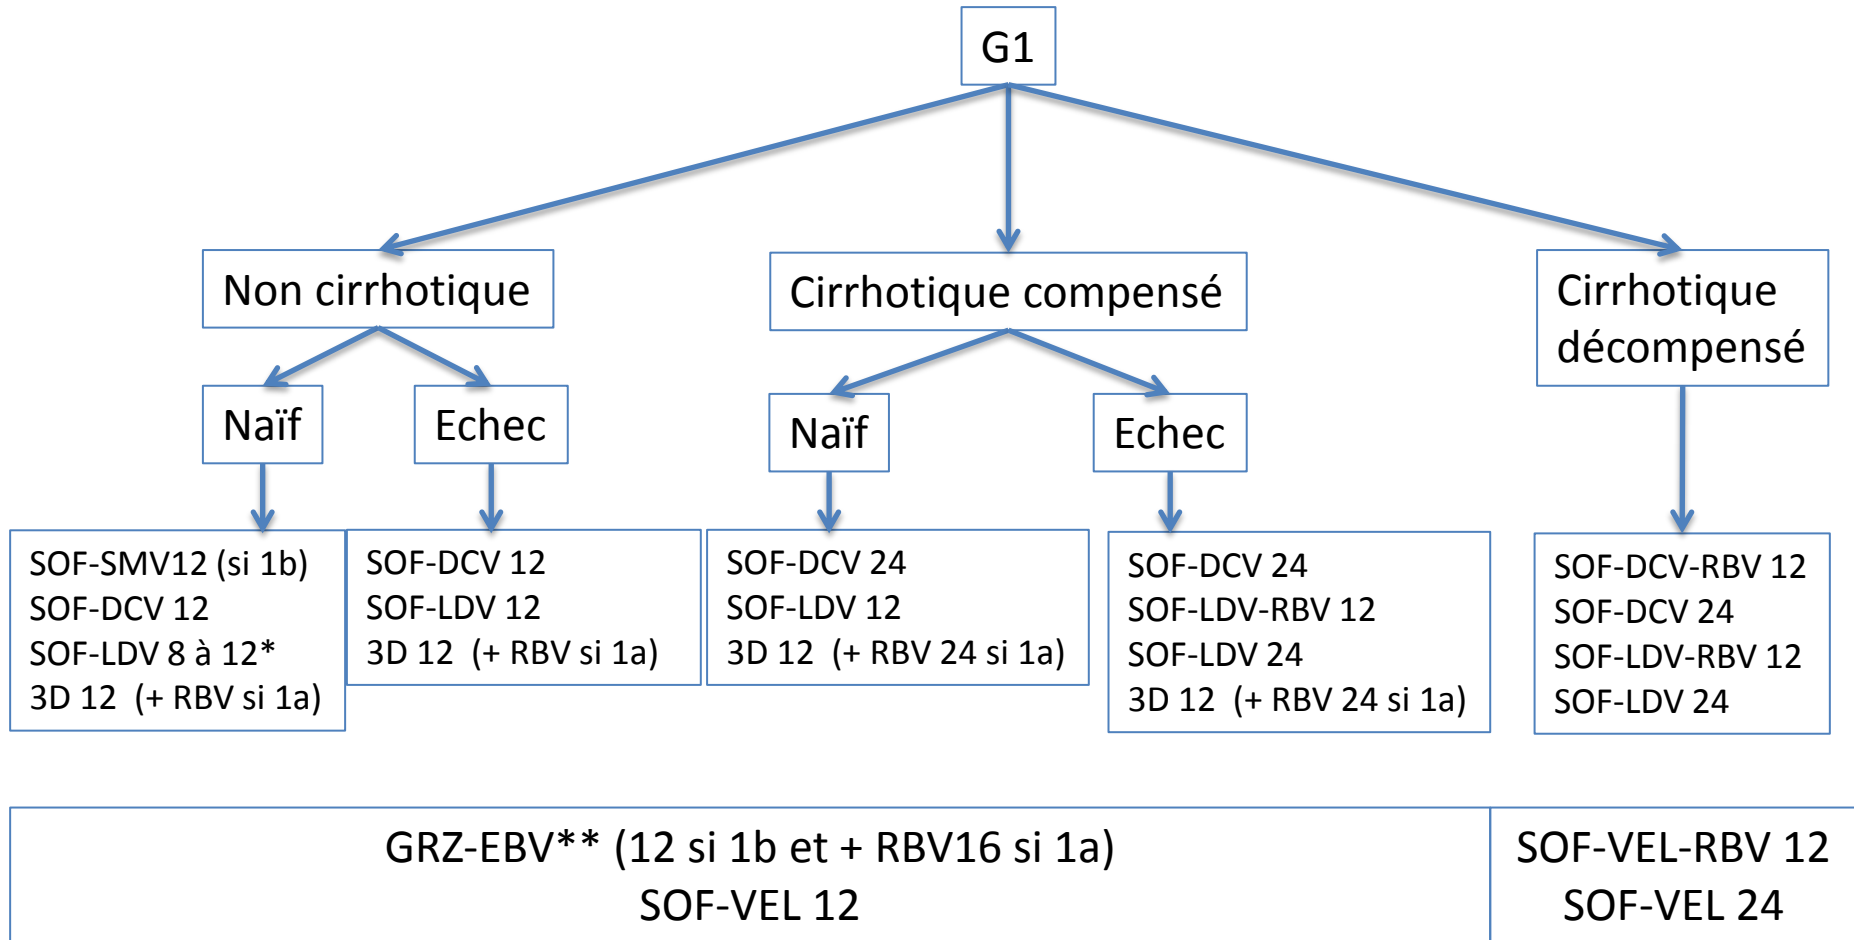 G1
Non cirrhotique
Cirrhotique compensé
Cirrhotique
décompensé
Naïf
Echec
Naïf
Echec
SOF-SMV12 (si 1b)
SOF-DCV 12
SOF-LDV 8 à 12*
3D 12 (+ RBV si 1a)
SOF-DCV 12
SOF-LDV 12
3D 12 (+ RBV si 1a)
SOF-DCV 24
SOF-LDV 12
3D 12 (+ RBV 24 si 1a)
SOF-DCV 24
SOF-LDV-RBV 12
SOF-LDV 24
3D 12 (+ RBV 24 si 1a)
SOF-DCV-RBV 12
SOF-DCV 24
SOF-LDV-RBV 12
SOF-LDV 24
GRZ-EBV** (12 si 1b et + RBV16 si 1a)
SOF-VEL 12
SOF-VEL-RBV 12
SOF-VEL 24